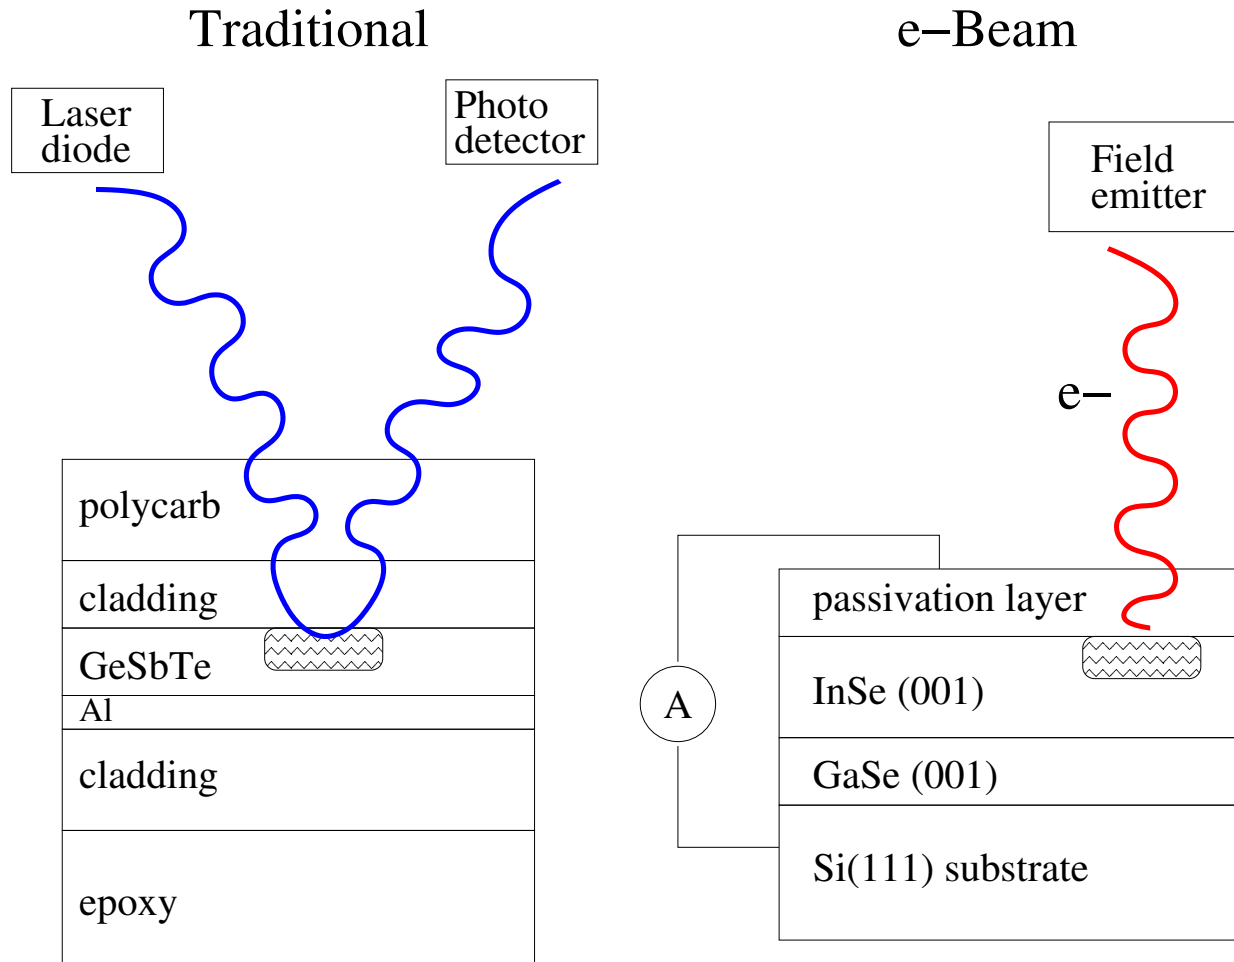 Traditional
e−Beam
Laser
diode
Photo
detector
Field
emitter
e−
polycarb
cladding
GeSbTe
Al
cladding
epoxy
passivation layer
A
InSe (001)
GaSe (001)
Si(111) substrate